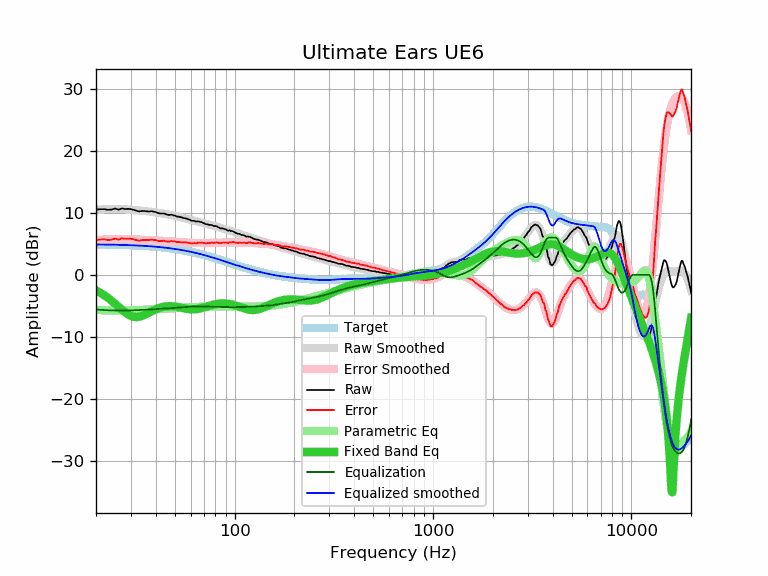 Ultimate Ears UE6
30
20
10
0
−10
−20
−30
Amplitude (dBr)
Target
Raw Smoothed
Error Smoothed
Raw
Error
Parametric Eq
Fixed Band Eq
Equalization
Equalized smoothed
100
1000
10000
Frequency (Hz)